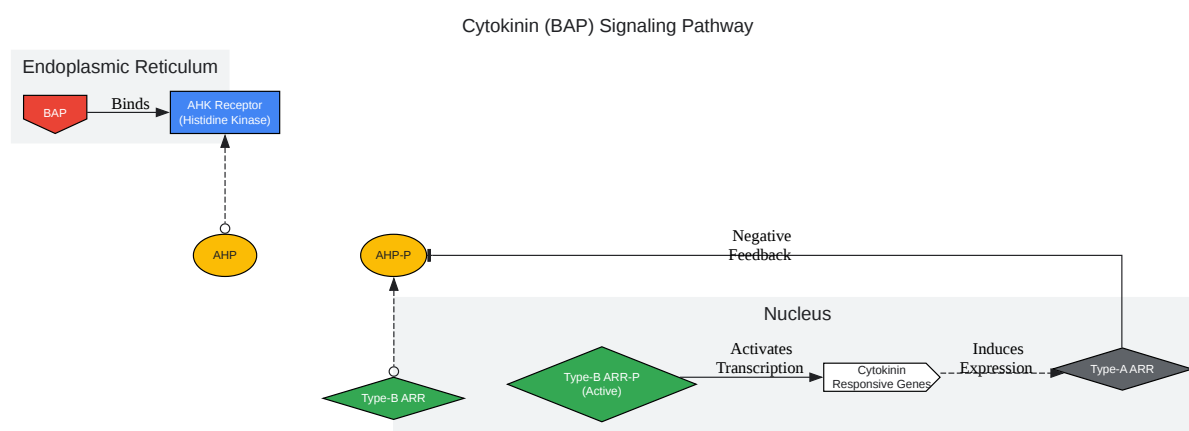 Cytokinin (BAP) Signaling Pathway
Endoplasmic Reticulum
BAP
Binds
AHK Receptor
(Histidine Kinase)
AHP
AHP-P
Negative
Feedback
Nucleus
Type-B ARR
Type-B ARR-P
(Active)
Activates
Transcription
Cytokinin
Responsive Genes
Induces
Expression
Type-A ARR